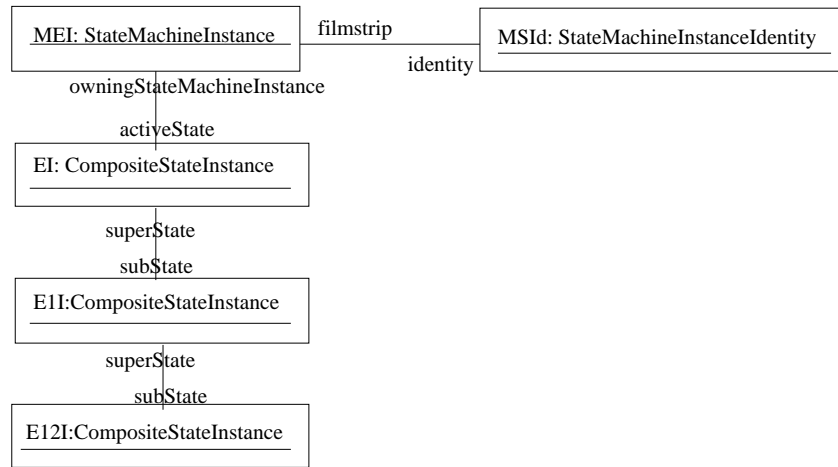 MEI: StateMachineInstance
filmstrip
MSId: StateMachineInstanceIdentity
identity
owningStateMachineInstance
activeState
EI: CompositeStateInstance
superState
subState
E1I:CompositeStateInstance
superState
subState
E12I:CompositeStateInstance